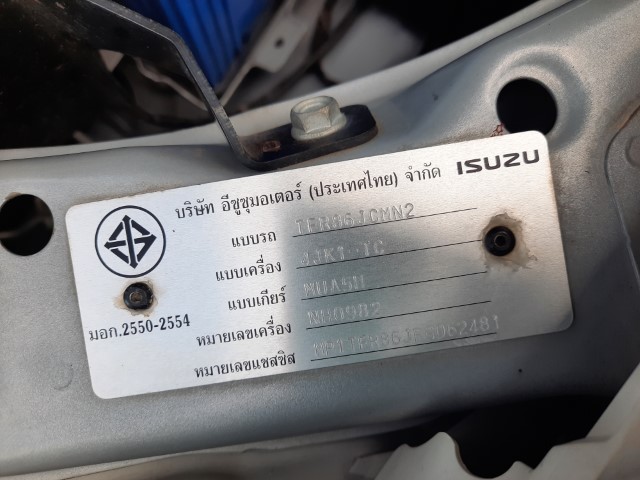 บริษัท อีซูซุมอเตอร์ (ประเทศไทย) จำกัด ISUZU
แบบรถ TFR86JCMN2
แบบเครื่อง 4JK1-TC
แบบเกียร์ MUA5H
มอก.2550-2554 หมายเลขเครื่อง
หมายเลขแชสซิส